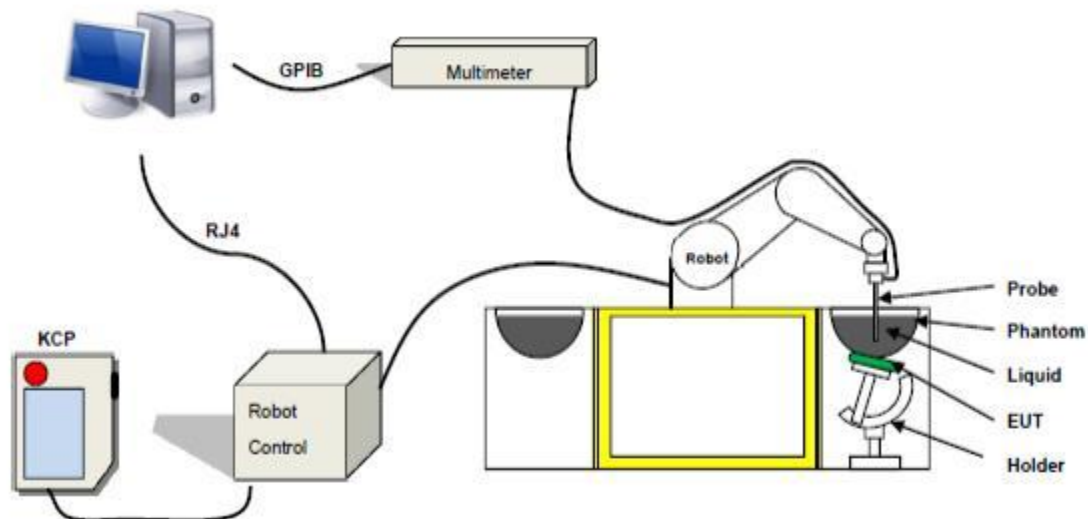 GPIB
Multimeter
RJ4
Robot
KCP
Robot
Control
Probe
Phantom
Liquid
EUT
Holder